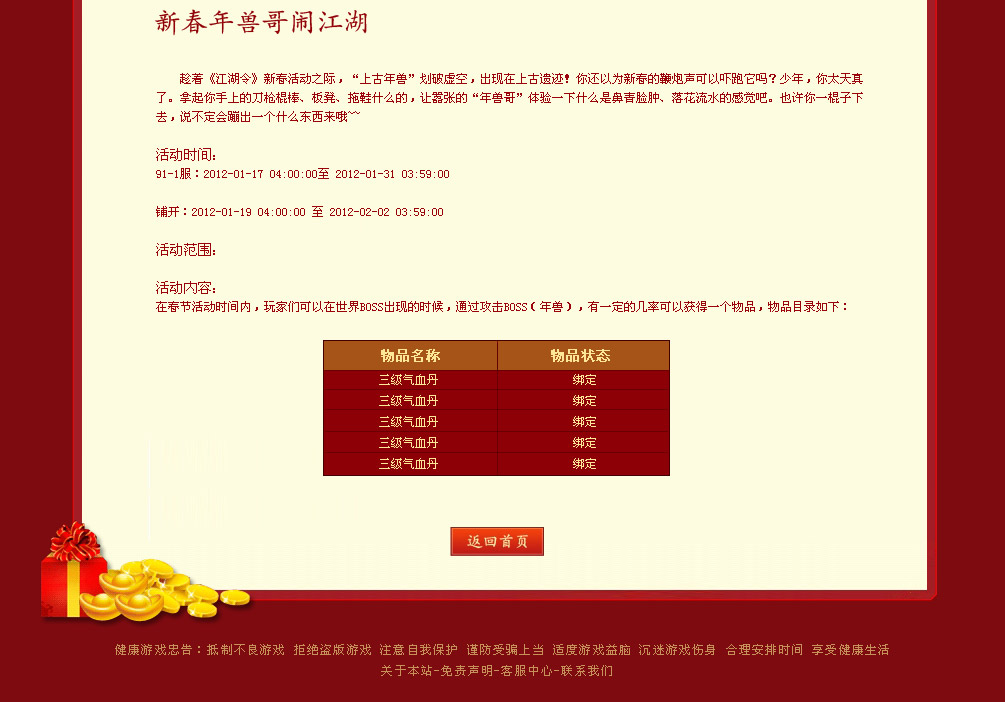 新春年兽哥闹江湖
趁着《江湖令》新春活动之际，“上古年兽”划破虚空，出现在上古遗迹！你还以为新春的鞭炮声可以吓跑它吗？少年，你太天真
了。拿起你手上的刀枪棍棒、板凳、拖鞋什么的，让嚣张的“年兽哥”体验一下什么是鼻青脸肿、落花流水的感觉吧。也许你一棍子下
去，说不定会蹦出一个什么东西来哦~~
活动时间：
91-1服：2012-01-17 04:00:00至 2012-01-31 03:59:00
铺开：2012-01-19 04:00:00 至 2012-02-02 03:59:00
活动范围：
活动内容：
在春节活动时间内，玩家们可以在世界BOSS出现的时候，通过攻击BOSS（年兽），有一定的几率可以获得一个物品，物品目录如下：
物品名称 物品状态
三级气血丹 绑定
三级气血丹 绑定
三级气血丹 绑定
三级气血丹 绑定
三级气血丹 绑定
返回首页
健康游戏忠告：抵制不良游戏 拒绝盗版游戏 注意自我保护 谨防受骗上当 适度游戏益脑 沉迷游戏伤身 合理安排时间 享受健康生活
关于本站-免责声明-客服中心-联系我们